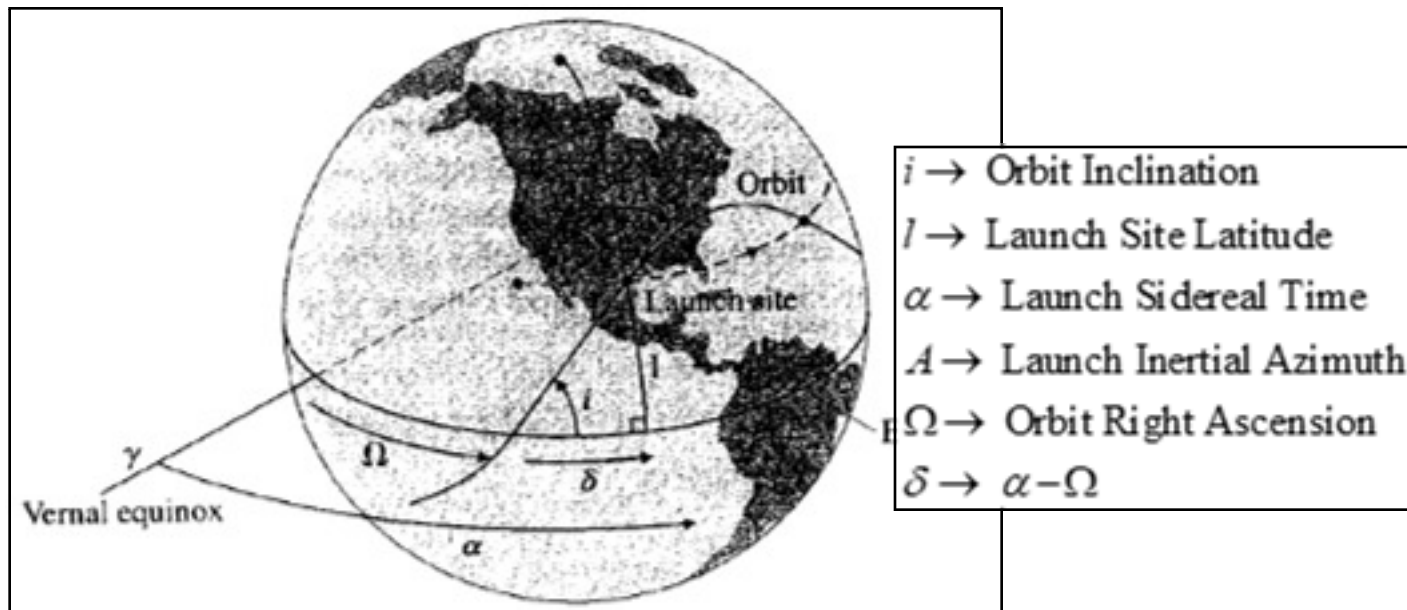 Orbit
Launch site
l
i
Ω
δ
γ
Vernal equinox
α
E
i → Orbit Inclination
l → Launch Site Latitude
α → Launch Sidereal Time
A → Launch Inertial Azimuth
Ω → Orbit Right Ascension
δ → α−Ω